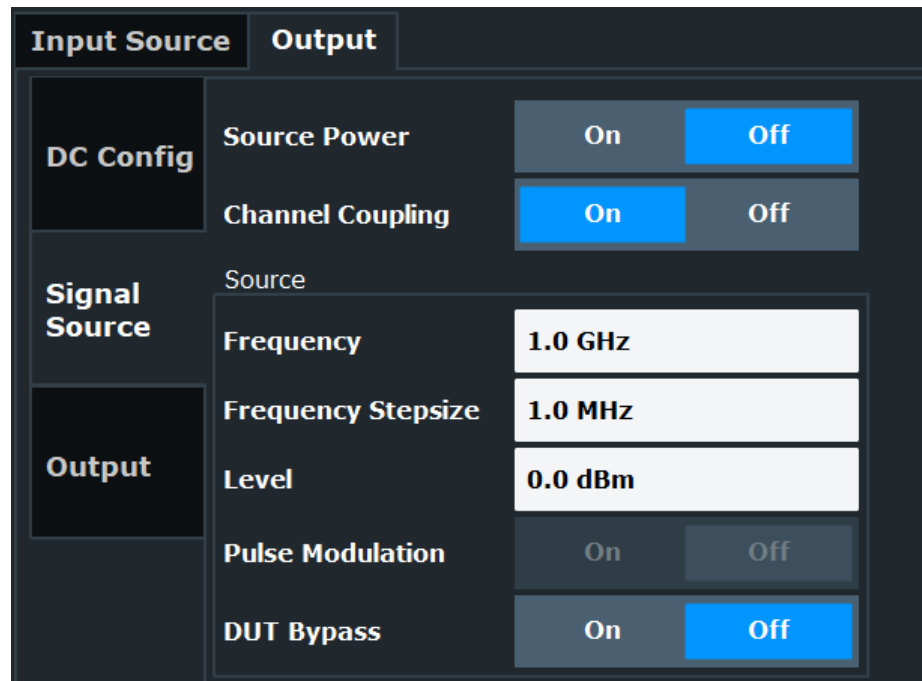 Input Source Output
DC Config
Source Power On Off
Channel Coupling On Off
Signal
Source
Source
Frequency 1.0 GHz
Frequency Stepsize 1.0 MHz
Output
Level 0.0 dBm
Pulse Modulation On Off
DUT Bypass On Off